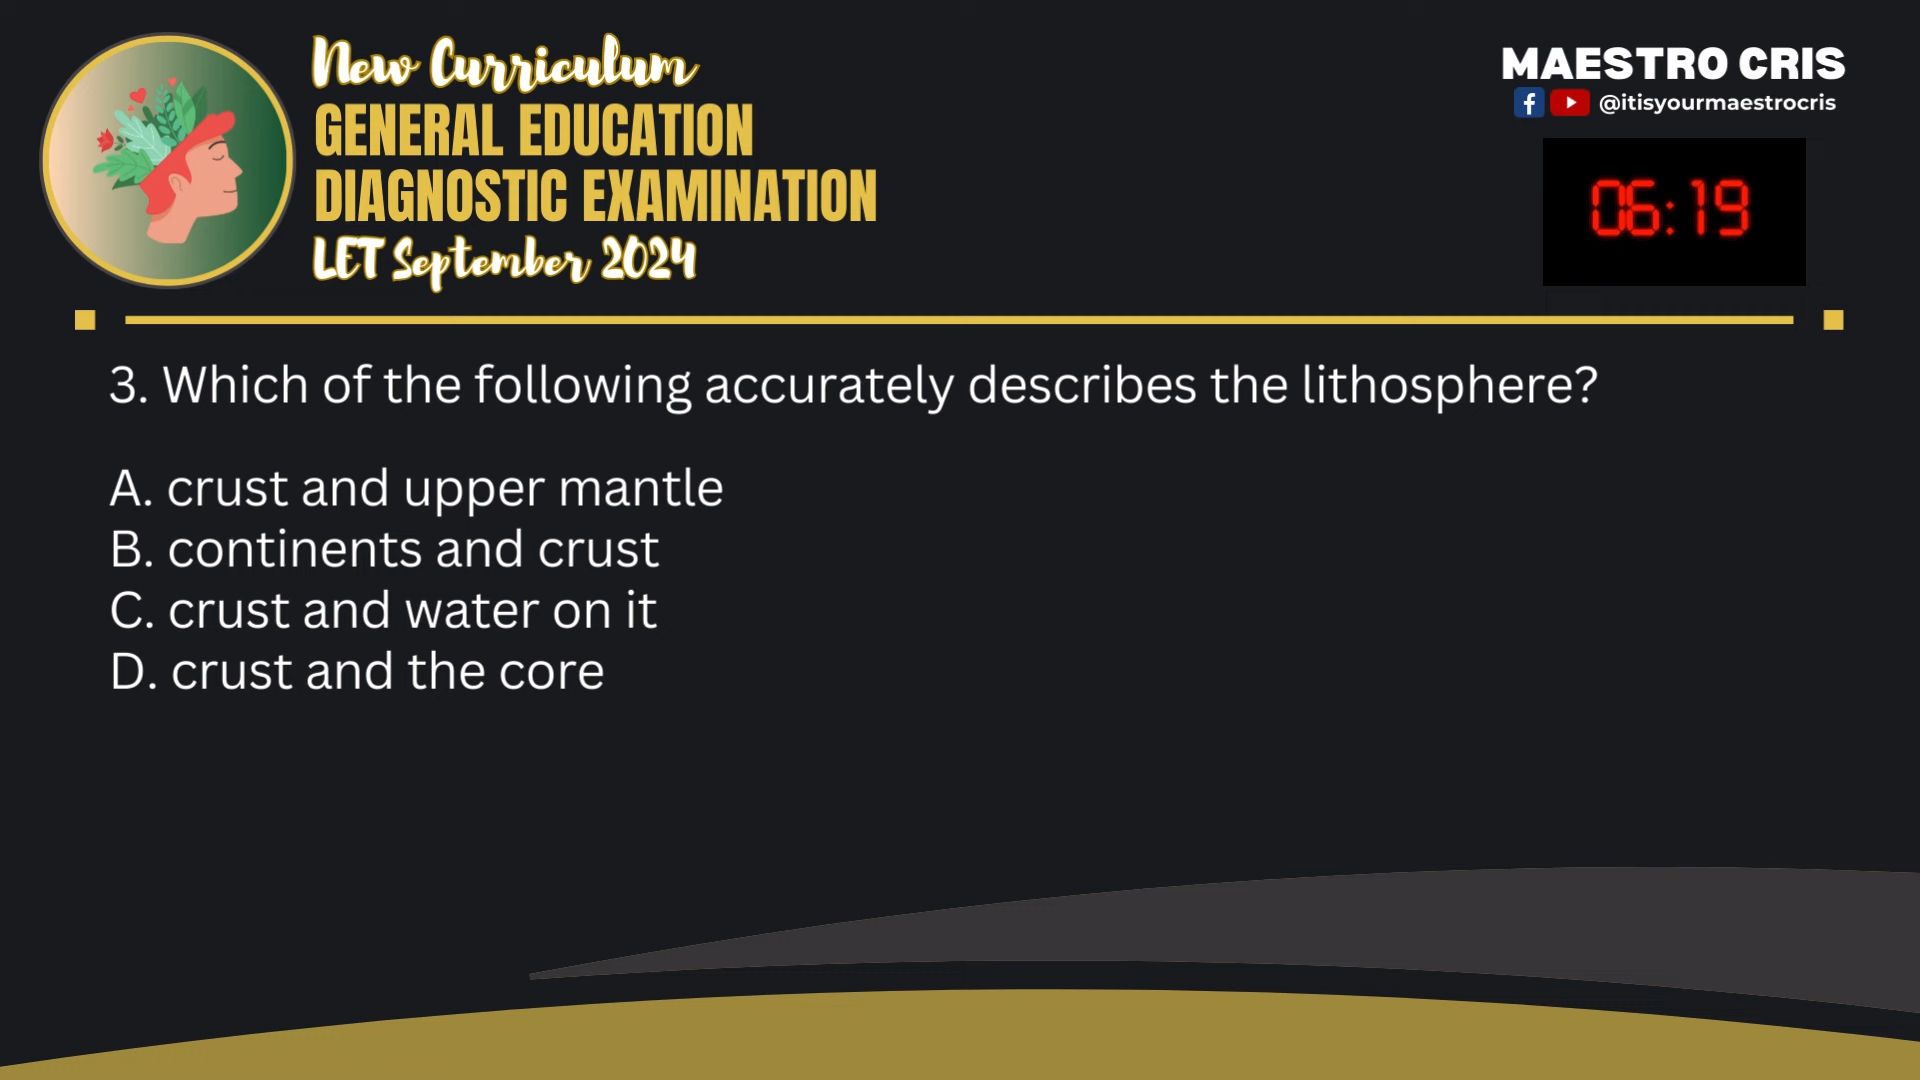 New Curriculum
GENERAL EDUCATION
DIAGNOSTIC EXAMINATION
LET September 2024
MAESTRO CRIS
@itisyourmaestrocris
06:19
3. Which of the following accurately describes the lithosphere?
A. crust and upper mantle
B. continents and crust
C. crust and water on it
D. crust and the core